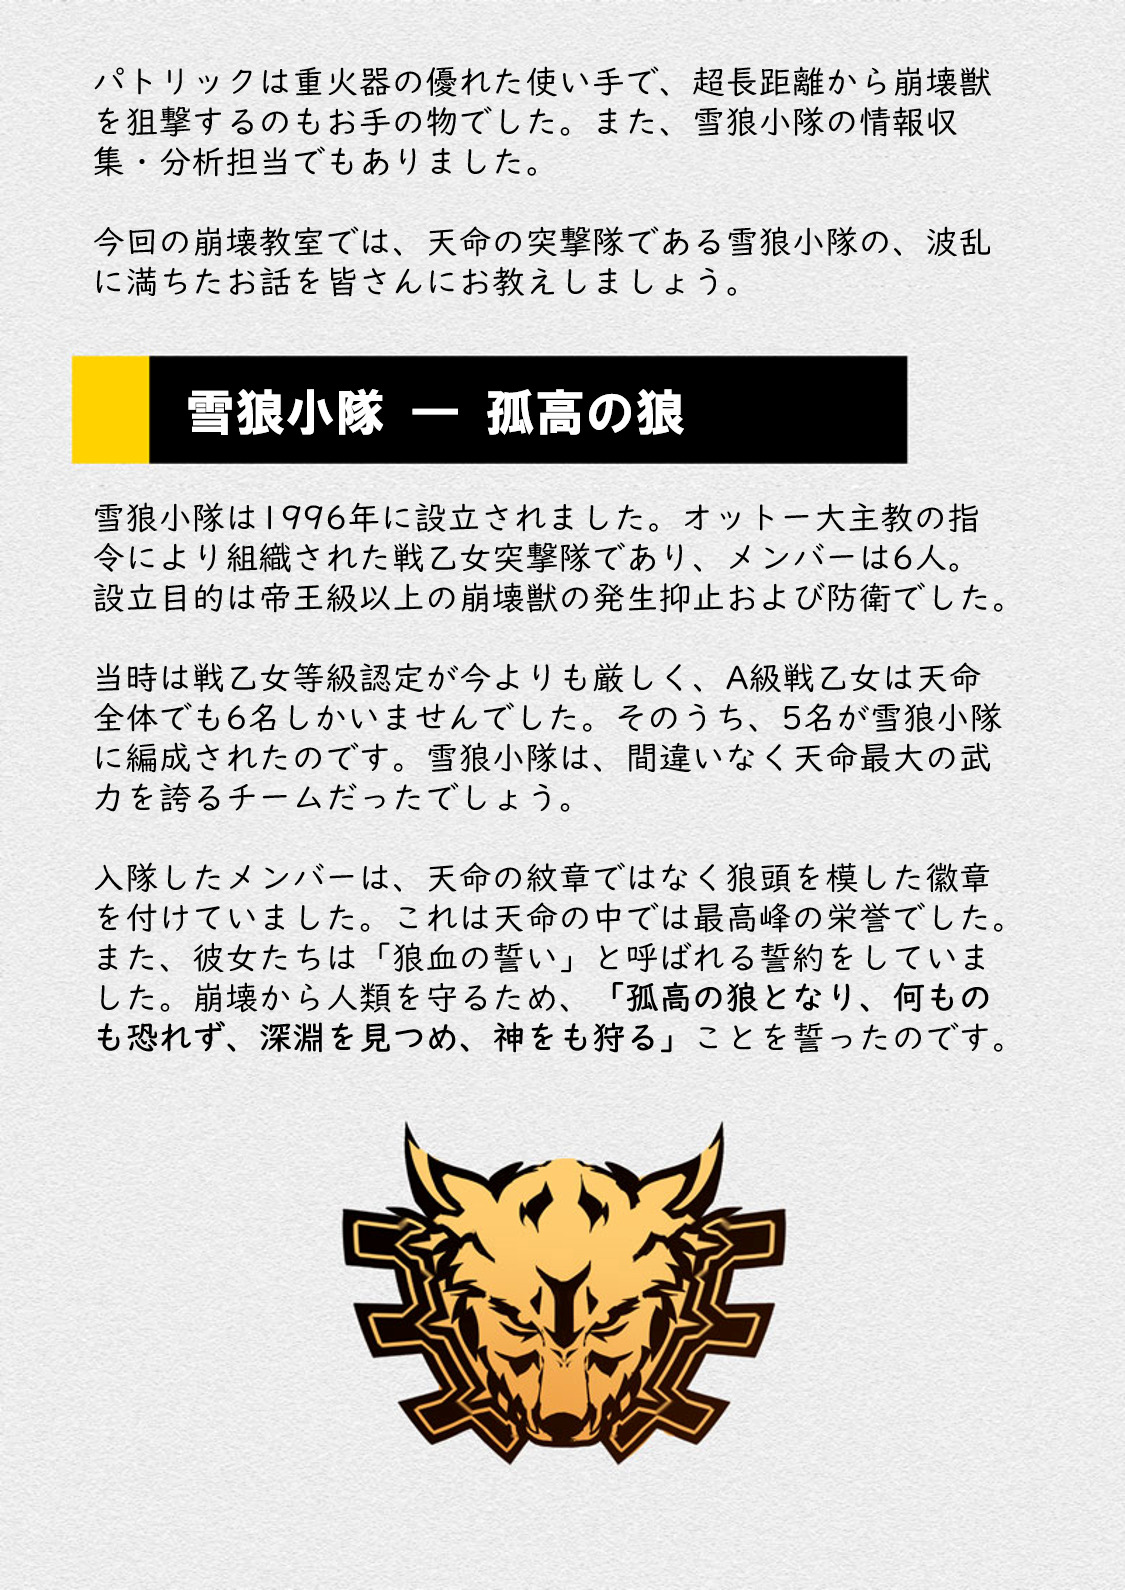 パトリックは重火器の優れた使い手で、超長距離から崩壊獣
を狙撃するのもお手の物でした。また、雪狼小隊の情報収
集・分析担当でもありました。
今回の崩壊教室では、天命の突撃隊である雪狼小隊の、波乱
に満ちたお話を皆さんにお教えしましょう。
雪狼小隊 — 孤高の狼
雪狼小隊は1996年に設立されました。オットー大主教の指
令により組織された戦乙女突撃隊であり、メンバーは6人。
設立目的は帝王級以上の崩壊獣の発生抑止および防衛でした。
当時は戦乙女等級認定が今よりも厳しく、A級戦乙女は天命
全体でも6名しかいませんでした。そのうち、5名が雪狼小隊
に編成されたのです。雪狼小隊は、間違いなく天命最大の武
力を誇るチームだったでしょう。
入隊したメンバーは、天命の紋章ではなく狼頭を模した徽章
を付けていました。これは天命の中では最高峰の栄誉でした。
また、彼女たちは「狼血の誓い」と呼ばれる誓約をしていま
した。崩壊から人類を守るため、「孤高の狼となり、何もの
も恐れず、深淵を見つめ、神をも狩る」ことを誓ったのです。